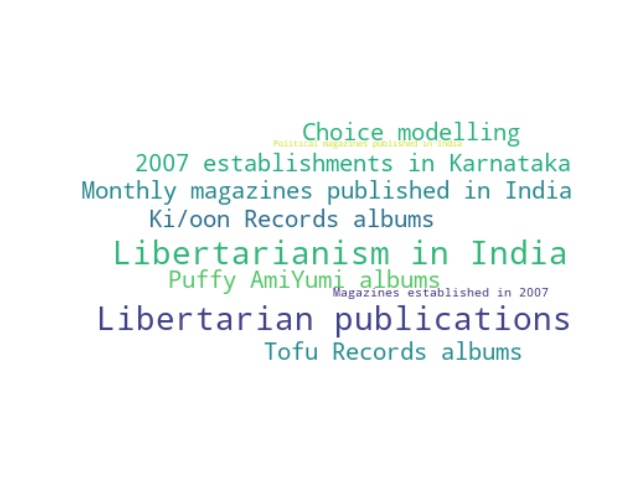 Choice modelling
Political magazines published in India
2007 establishments in Karnataka
Monthly magazines published in India
Ki/oon Records albums
Libertarianism in India
Puffy AmiYumi albums
Magazines established in 2007
Libertarian publications
Tofu Records albums